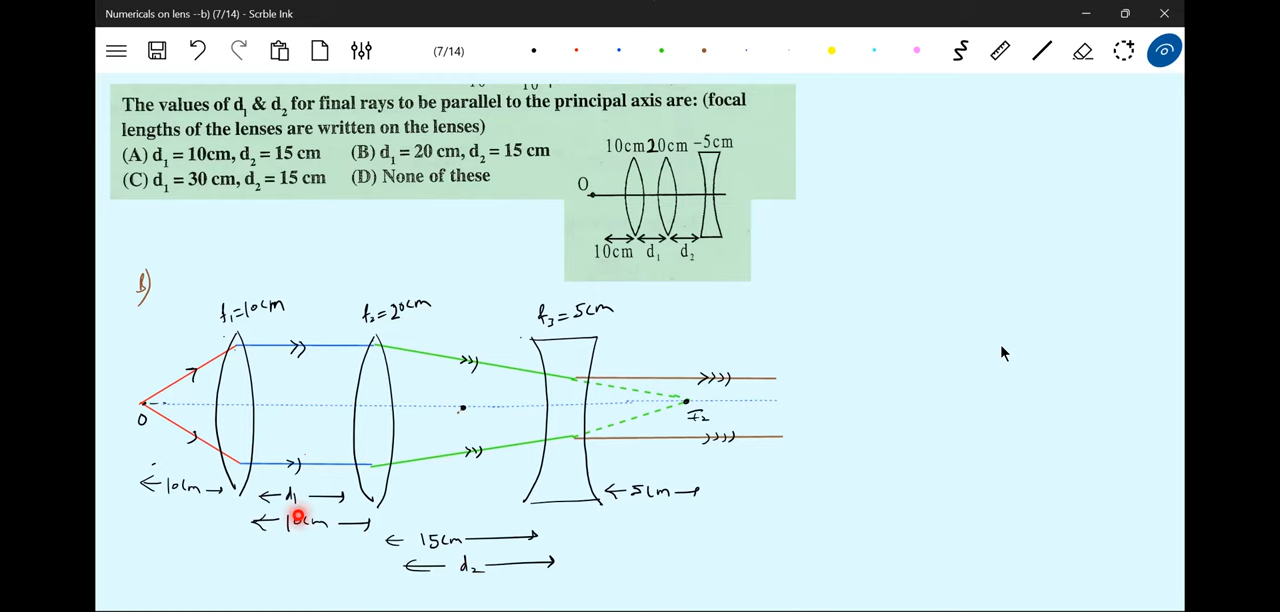 Numericals on lens --b) (7/14) - Scrble Ink
(7/14)
The values of d₁ & d₂ for final rays to be parallel to the principal axis are: (focal
lengths of the lenses are written on the lenses)
(A) d₁ = 10cm, d₂ = 15 cm (B) d₁ = 20 cm, d₂ = 15 cm
(C) d₁ = 30 cm, d₂ = 15 cm (D) None of these
10cm 20cm -5cm
O
10cm d₁ d₂
B)
f₁=10cm f₂=20cm f₃=5cm
O
I₂
10cm
5cm
d₁
10cm
15cm
d₂